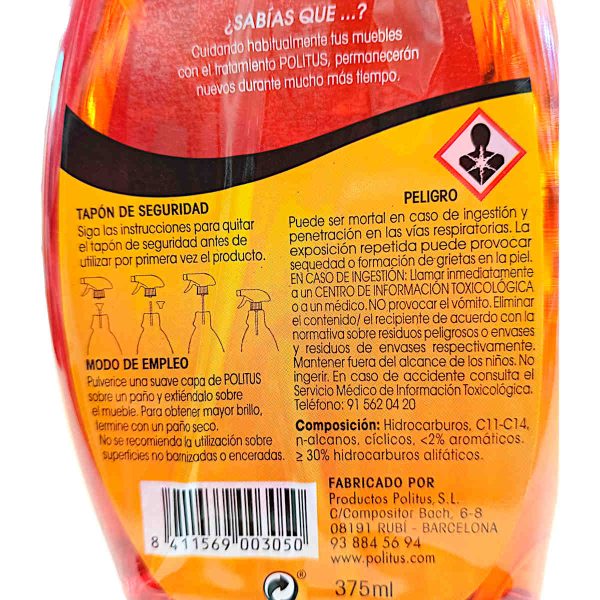 ¿SABÍAS QUE ...?
Cuidando habitualmente tus muebles
con el tratamiento POLITUS, permanecerán
nuevos durante mucho más tiempo.
TAPÓN DE SEGURIDAD
Siga las instrucciones para quitar
el tapón de seguridad antes de
utilizar por primera vez el producto.
MODO DE EMPLEO
Pulverice una suave capa de POLITUS
sobre un paño y extiéndalo sobre
el mueble. Para obtener mayor brillo,
termine con un paño seco.
No se recomienda la utilización sobre
superficies no barnizadas o enceradas.
PELIGRO
Puede ser mortal en caso de ingestión y
penetración en las vías respiratorias. La
exposición repetida puede provocar
sequedad o formación de grietas en la piel.
EN CASO DE INGESTIÓN: Llamar inmediatamente
a un CENTRO DE INFORMACIÓN TOXICOLÓGICA
o a un médico. NO provocar el vómito. Eliminar
el contenido/ el recipiente de acuerdo con la
normativa sobre residuos peligrosos o envases
y residuos de envases respectivamente.
Mantener fuera del alcance de los niños. No
ingerir. En caso de accidente consulta el
Servicio Médico de Información Toxicológica.
Teléfono: 91 562 04 20
Composición: Hidrocarburos, C11-C14,
n-alcanos, cíclicos, <2% aromáticos.
≥ 30% hidrocarburos alifáticos.
FABRICADO POR
Productos Politus, S.L.
C/Compositor Bach, 6-8
08191 RUBÍ - BARCELONA
93 884 56 94
www.politus.com
8 411569 003050
®
375ml